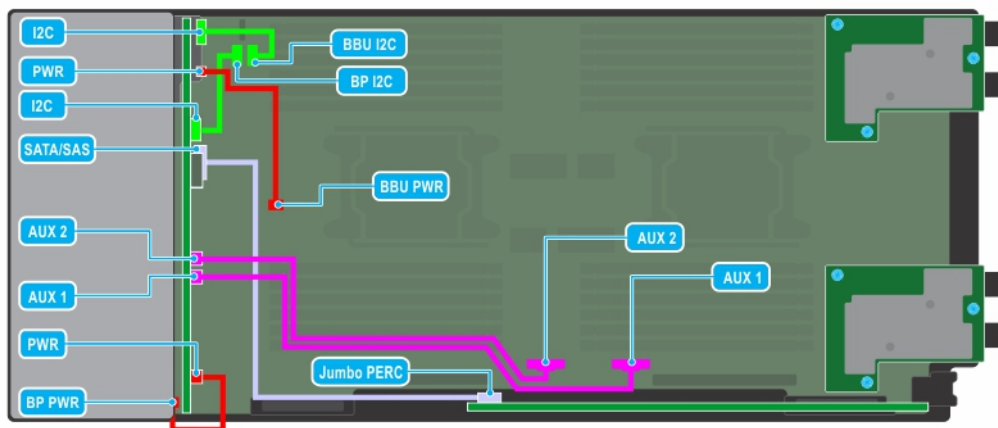 I2C
PWR
I2C
SATA/SAS
AUX 2
AUX 1
PWR
BP PWR
BBU I2C
BP I2C
BBU PWR
AUX 2
AUX 1
Jumbo PERC